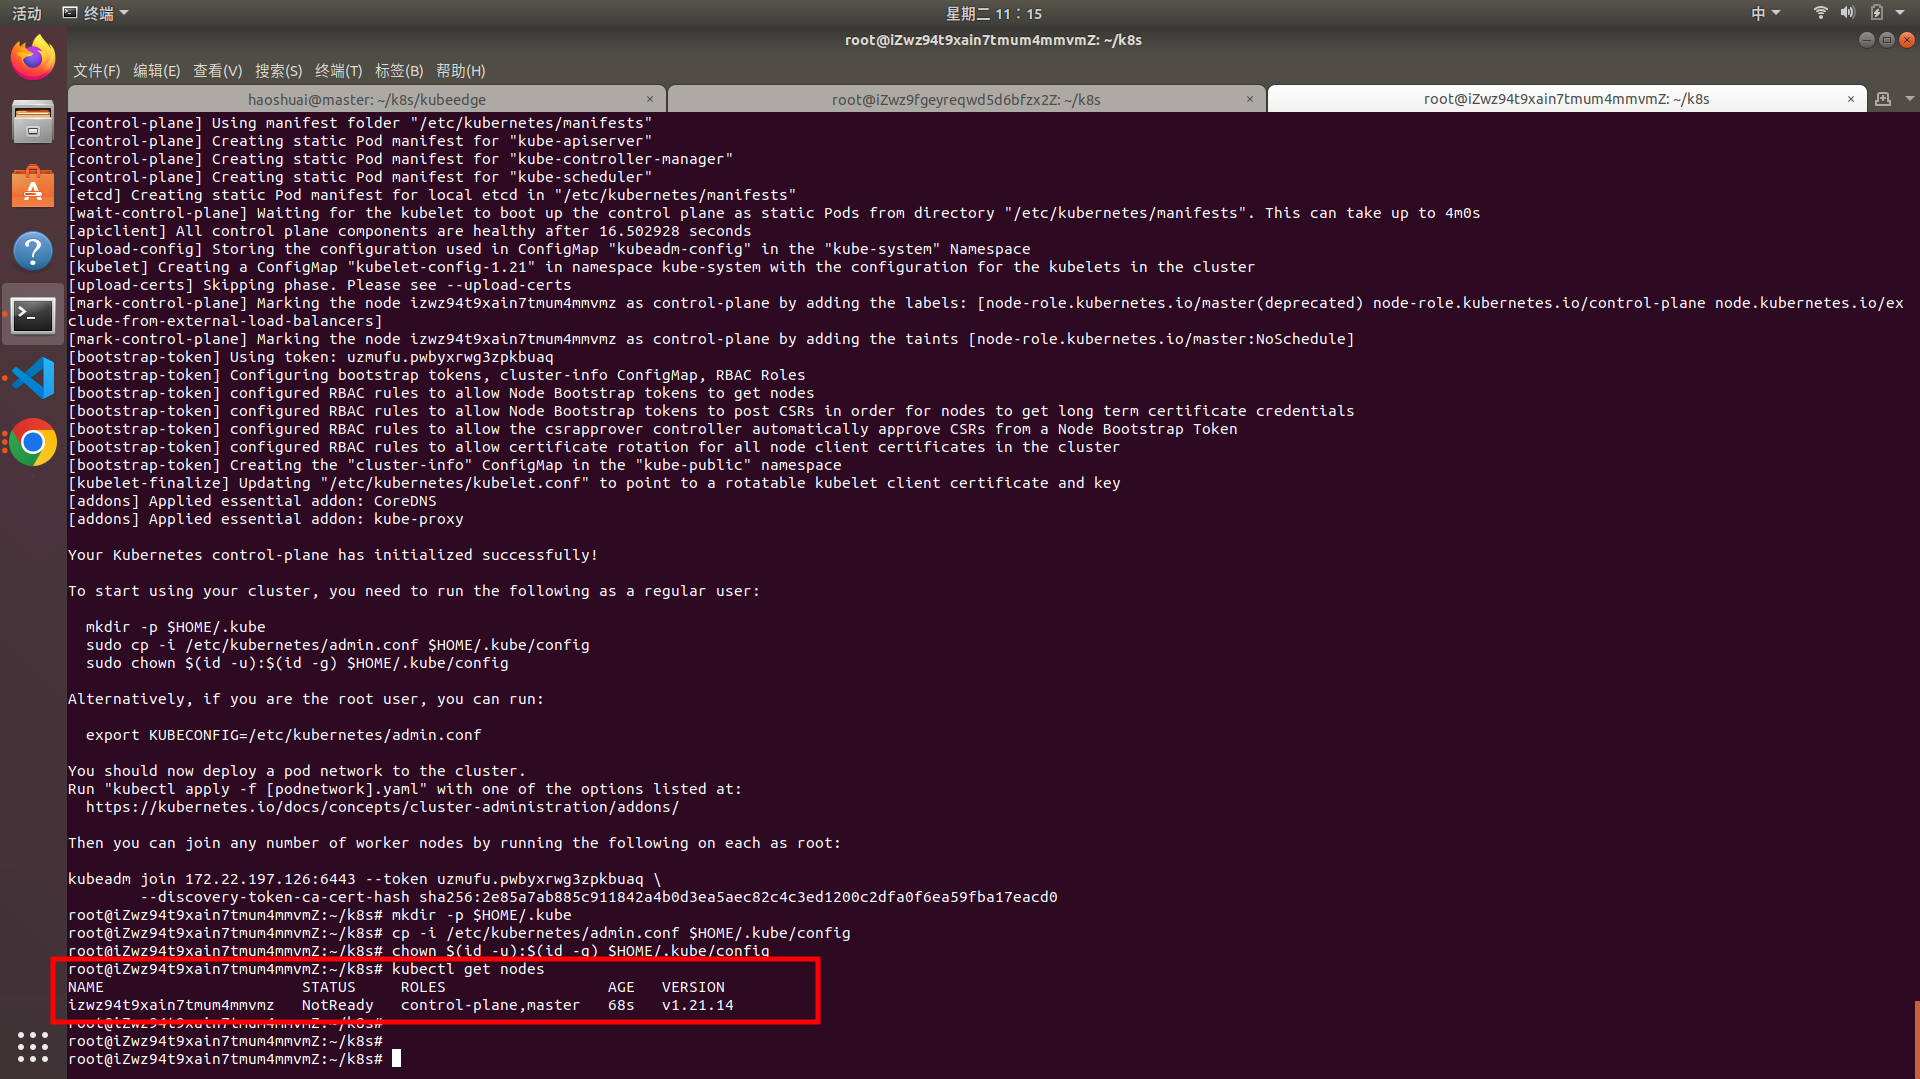 活动 终端 星期二 11：15 中
root@iZwz94t9xain7tmum4mmvmZ: ~/k8s
文件(F) 编辑(E) 查看(V) 搜索(S) 终端(T) 标签(B) 帮助(H)
haoshuai@master: ~/k8s/kubeedge × root@iZwz9fgeyreqwd5d6bfzx2Z: ~/k8s × root@iZwz94t9xain7tmum4mmvmZ: ~/k8s ×
[control-plane] Using manifest folder "/etc/kubernetes/manifests"
[control-plane] Creating static Pod manifest for "kube-apiserver"
[control-plane] Creating static Pod manifest for "kube-controller-manager"
[control-plane] Creating static Pod manifest for "kube-scheduler"
[etcd] Creating static Pod manifest for local etcd in "/etc/kubernetes/manifests"
[wait-control-plane] Waiting for the kubelet to boot up the control plane as static Pods from directory "/etc/kubernetes/manifests". This can take up to 4m0s
[apiclient] All control plane components are healthy after 16.502928 seconds
[upload-config] Storing the configuration used in ConfigMap "kubeadm-config" in the "kube-system" Namespace
[kubelet] Creating a ConfigMap "kubelet-config-1.21" in namespace kube-system with the configuration for the kubelets in the cluster
[upload-certs] Skipping phase. Please see --upload-certs
[mark-control-plane] Marking the node izwz94t9xain7tmum4mmvmz as control-plane by adding the labels: [node-role.kubernetes.io/master(deprecated) node-role.kubernetes.io/control-plane node.kubernetes.io/ex
clude-from-external-load-balancers]
[mark-control-plane] Marking the node izwz94t9xain7tmum4mmvmz as control-plane by adding the taints [node-role.kubernetes.io/master:NoSchedule]
[bootstrap-token] Using token: uzmufu.pwbyxrwg3zpkbuaq
[bootstrap-token] Configuring bootstrap tokens, cluster-info ConfigMap, RBAC Roles
[bootstrap-token] configured RBAC rules to allow Node Bootstrap tokens to get nodes
[bootstrap-token] configured RBAC rules to allow Node Bootstrap tokens to post CSRs in order for nodes to get long term certificate credentials
[bootstrap-token] configured RBAC rules to allow the csrapprover controller automatically approve CSRs from a Node Bootstrap Token
[bootstrap-token] configured RBAC rules to allow certificate rotation for all node client certificates in the cluster
[bootstrap-token] Creating the "cluster-info" ConfigMap in the "kube-public" namespace
[kubelet-finalize] Updating "/etc/kubernetes/kubelet.conf" to point to a rotatable kubelet client certificate and key
[addons] Applied essential addon: CoreDNS
[addons] Applied essential addon: kube-proxy
Your Kubernetes control-plane has initialized successfully!
To start using your cluster, you need to run the following as a regular user:
mkdir -p $HOME/.kube
sudo cp -i /etc/kubernetes/admin.conf $HOME/.kube/config
sudo chown $(id -u):$(id -g) $HOME/.kube/config
Alternatively, if you are the root user, you can run:
export KUBECONFIG=/etc/kubernetes/admin.conf
You should now deploy a pod network to the cluster.
Run "kubectl apply -f [podnetwork].yaml" with one of the options listed at:
https://kubernetes.io/docs/concepts/cluster-administration/addons/
Then you can join any number of worker nodes by running the following on each as root:
kubeadm join 172.22.197.126:6443 --token uzmufu.pwbyxrwg3zpkbuaq \
--discovery-token-ca-cert-hash sha256:2e85a7ab885c911842a4b0d3ea5aec82c4c3ed1200c2dfa0f6ea59fba17eacd0
root@iZwz94t9xain7tmum4mmvmZ:~/k8s# mkdir -p $HOME/.kube
root@iZwz94t9xain7tmum4mmvmZ:~/k8s# cp -i /etc/kubernetes/admin.conf $HOME/.kube/config
root@iZwz94t9xain7tmum4mmvmZ:~/k8s# chown $(id -u):$(id -g) $HOME/.kube/config
root@iZwz94t9xain7tmum4mmvmZ:~/k8s# kubectl get nodes
NAME STATUS ROLES AGE VERSION
izwz94t9xain7tmum4mmvmz NotReady control-plane,master 68s v1.21.14
root@iZwz94t9xain7tmum4mmvmZ:~/k8s#
root@iZwz94t9xain7tmum4mmvmZ:~/k8s#
root@iZwz94t9xain7tmum4mmvmZ:~/k8s#